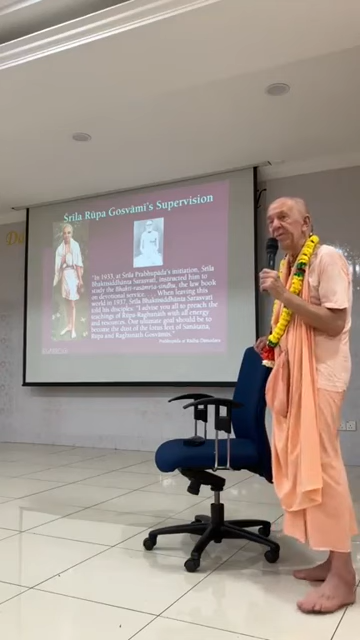 Śrīla Rūpa Gosvāmī's Supervision
"In 1933, at Śrīla Prabhupāda's initiation, Śrīla
Bhaktisiddhānta Sarasvatī, instructed him to
study the Bhakti-rasāmṛta-sindhu, the law book
on devotional service . . . When leaving this
world in 1937, Śrīla Bhaktisiddhānta Sarasvatī
told his disciples: "I advise you all to preach the
teachings of Rūpa Raghunāth with all energy
and resources. Our ultimate goal should be to
become the dust of the lotus feet of Sanātana,
Rūpa and Raghunāth Goswāmīs."